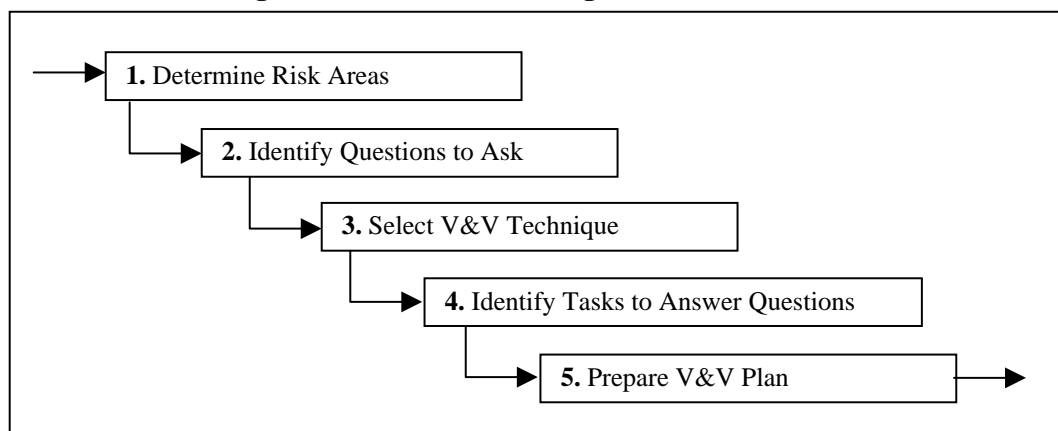 1. Determine Risk Areas
2. Identify Questions to Ask
3. Select V&V Technique
4. Identify Tasks to Answer Questions
5. Prepare V&V Plan